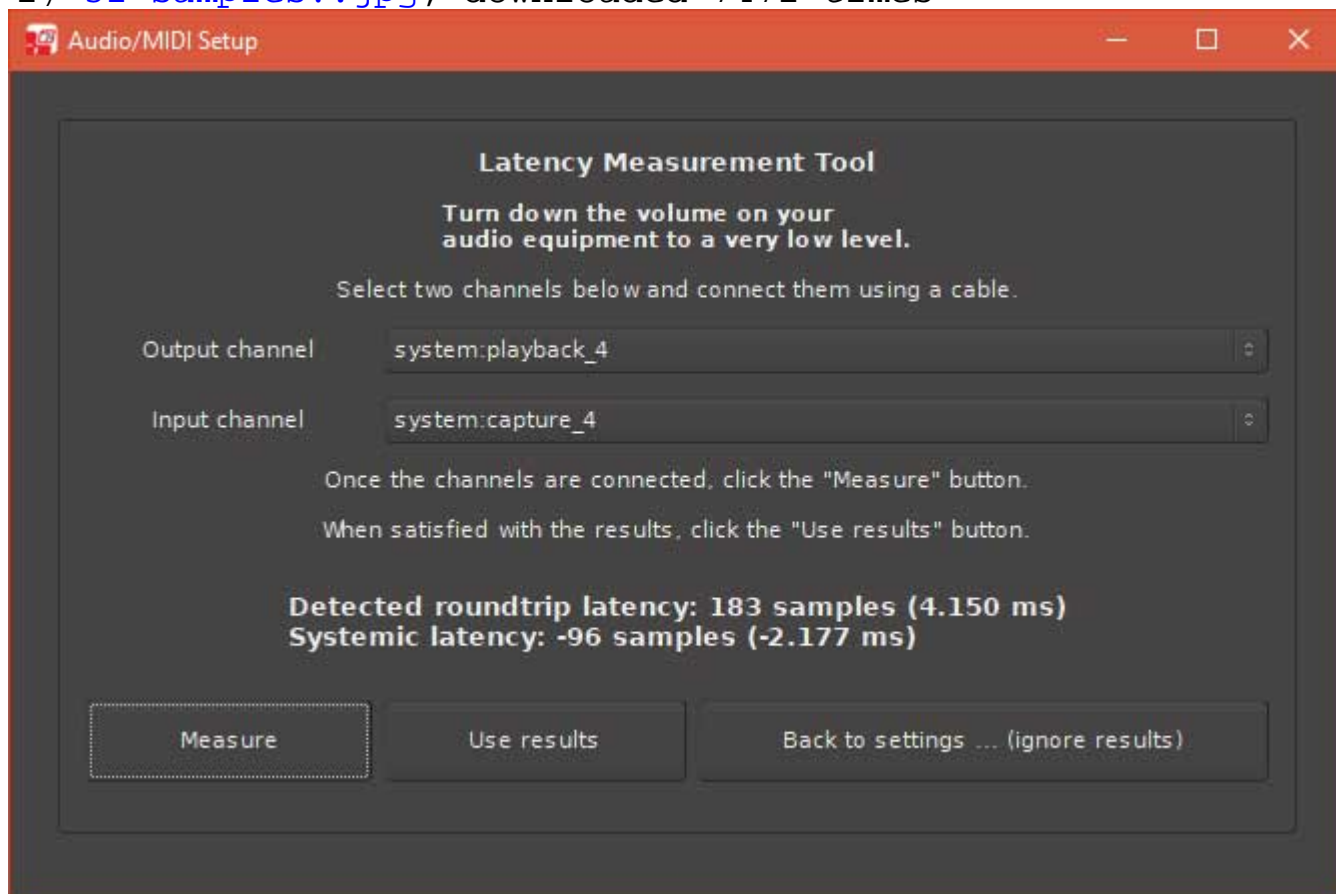 Audio/MIDI Setup
Latency Measurement Tool
Turn down the volume on your
audio equipment to a very low level.
Select two channels below and connect them using a cable.
Output channel system:playback_4
Input channel system:capture_4
Once the channels are connected, click the "Measure" button.
When satisfied with the results, click the "Use results" button.
Detected roundtrip latency: 183 samples (4.150 ms)
Systemic latency: -96 samples (-2.177 ms)
Measure Use results Back to settings ... (ignore results)